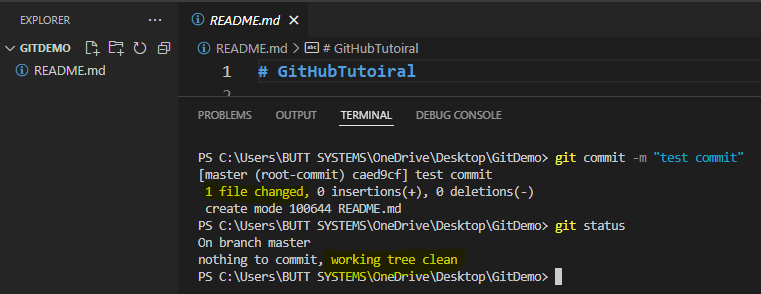 EXPLORER
README.md
GITDEMO
README.md > abc # GitHubTutoiral
README.md
1 # GitHubTutoiral
2
PROBLEMS OUTPUT TERMINAL DEBUG CONSOLE
PS C:\Users\BUTT SYSTEMS\OneDrive\Desktop\GitDemo> git commit -m "test commit"
[master (root-commit) caed9cf] test commit
1 file changed, 0 insertions(+), 0 deletions(-)
create mode 100644 README.md
PS C:\Users\BUTT SYSTEMS\OneDrive\Desktop\GitDemo> git status
On branch master
nothing to commit, working tree clean
PS C:\Users\BUTT SYSTEMS\OneDrive\Desktop\GitDemo>